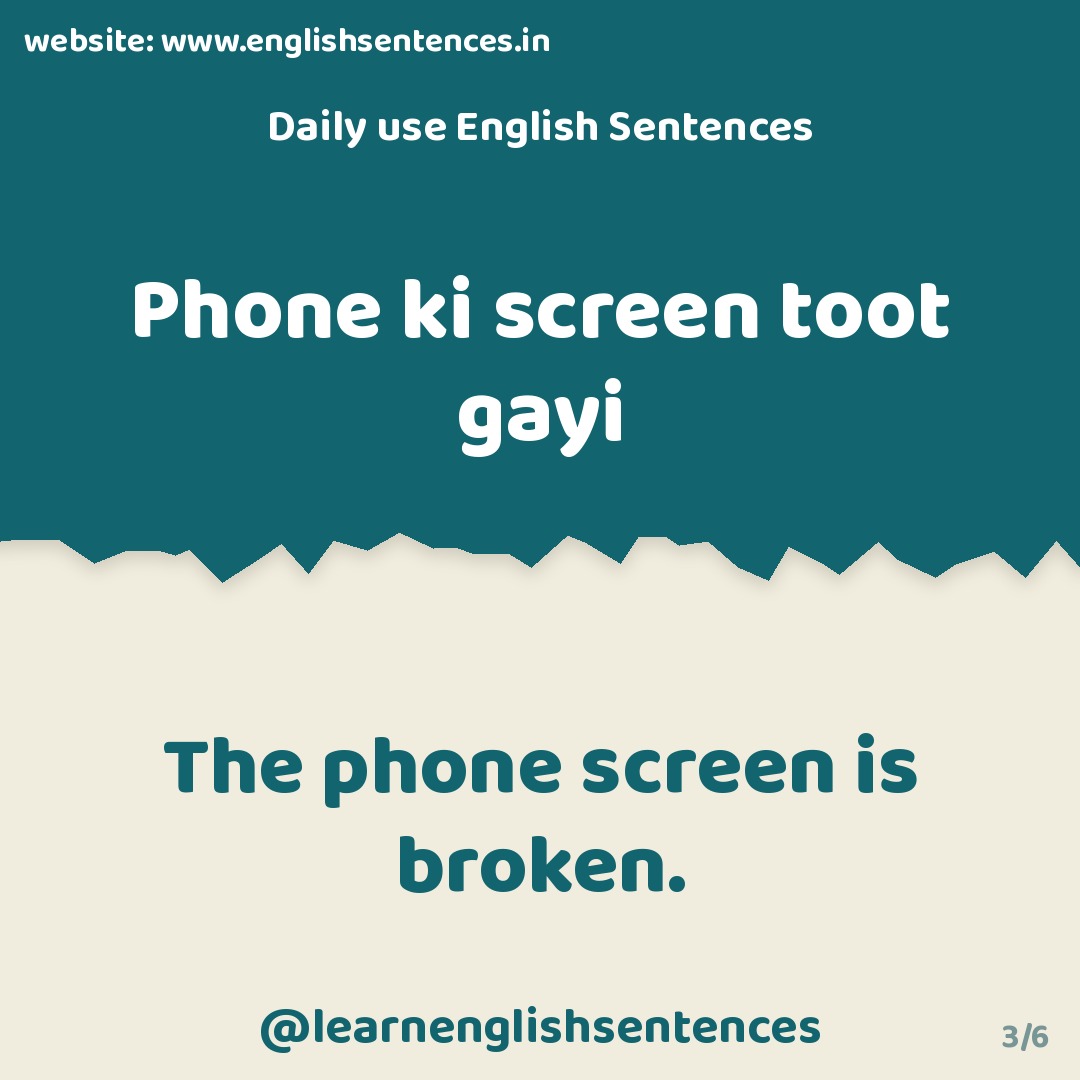 website: www.englishsentences.in
Daily use English Sentences
Phone ki screen toot
gayi
The phone screen is
broken.
@learnenglishsentences
3/6